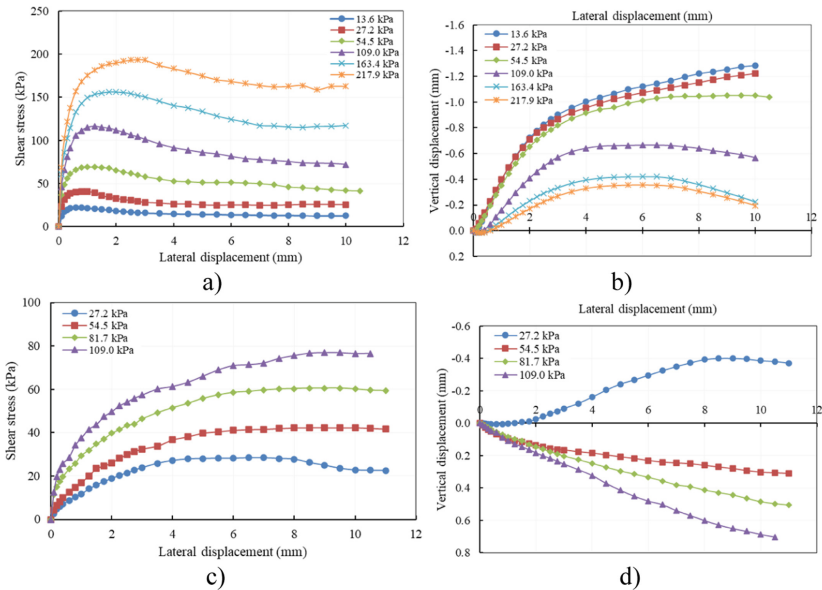 250
200
150
100
50
0
0
2
4
6
8
10
12
Shear stress (kPa)
Lateral displacement (mm)
13.6 kPa
27.2 kPa
54.5 kPa
109.0 kPa
163.4 kPa
217.9 kPa
a)
Lateral displacement (mm)
-1.6
-1.4
-1.2
-1.0
-0.8
-0.6
-0.4
-0.2
0.0
0.2
0
2
4
6
8
10
12
Vertical displacement (mm)
13.6 kPa
27.2 kPa
54.5 kPa
109.0 kPa
163.4 kPa
217.9 kPa
b)
100
80
60
40
20
0
0
2
4
6
8
10
12
Shear stress (kPa)
Lateral displacement (mm)
27.2 kPa
54.5 kPa
81.7 kPa
109.0 kPa
c)
Lateral displacement (mm)
-0.6
-0.4
-0.2
0.0
0.2
0.4
0.6
0.8
0
2
4
6
8
10
12
Vertical displacement (mm)
27.2 kPa
54.5 kPa
81.7 kPa
109.0 kPa
d)